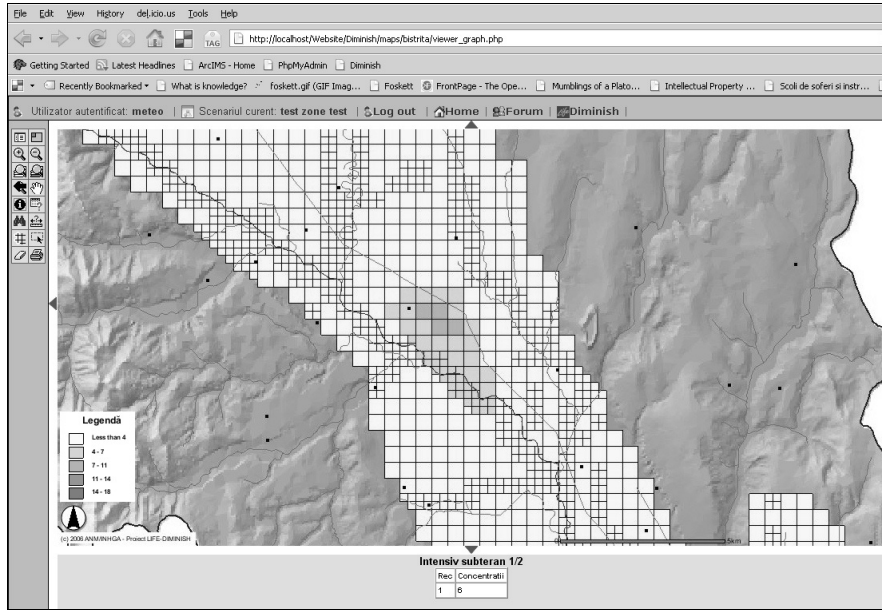 File Edit View History del.icio.us Tools Help
TAG http://localhost/Website/Diminish/maps/bistrita/viewer_graph.php
Getting Started Latest Headlines ArcIMS - Home PhpMyAdmin Diminish
Recently Bookmarked What is knowledge? foskett.gif (GIF Imag... Foskett FrontPage - The Ope... Mumblings of a Plato... Intellectual Property ... Scoli de soferi si instr...
Utilizator autentificat: meteo | Scenariul curent: test zone test | Log out | Home | Forum | Diminish |
Legendă
Less than 4
4 - 7
7 - 11
11 - 14
14 - 18
(c) 2006 ANM/INHGA - Project LIFE-DIMINISH
0 5km
Intensiv subteran 1/2
Rec Concentratii
1 6